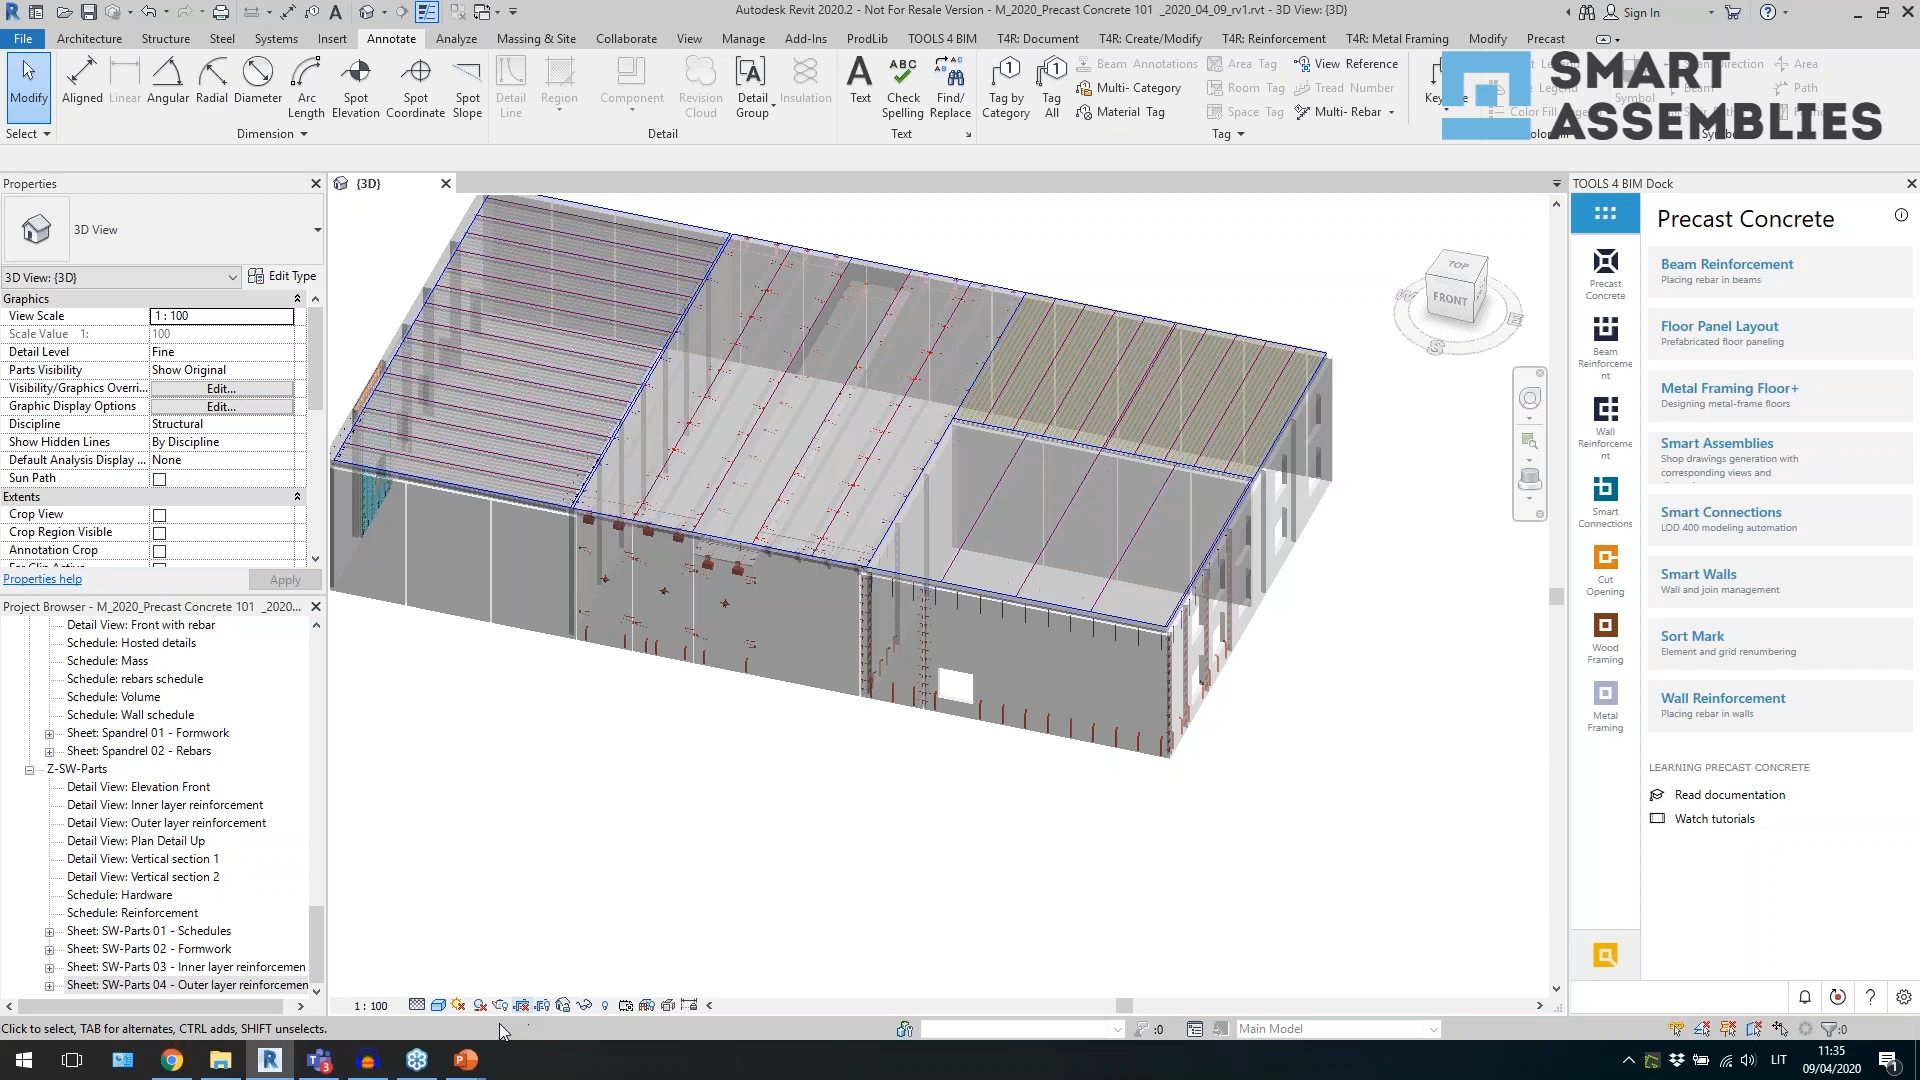 Autodesk Revit 2020.2 - Not For Resale Version - M_2020_Precast Concrete 101 _2020_04_09_rv1.rvt - 3D View: {3D}
Sign In
File Architecture Structure Steel Systems Insert Annotate Analyze Massing & Site Collaborate View Manage Add-Ins ProdLib TOOLS 4 BIM T4R: Document T4R: Create/Modify T4R: Reinforcement T4R: Metal Framing Modify Precast
Modify
Aligned
Linear
Angular
Radial
Diameter
Arc
Length
Spot
Elevation
Spot
Coordinate
Spot
Slope
Detail
Line
Region
Component
Revision
Cloud
Detail
Group
Insulation
Text
ABC
Check
Spelling
Find/
Replace
Tag by
Category
Tag
All
Beam Annotations
Multi- Category
Material Tag
Area Tag
Room Tag
Space Tag
View Reference
Tread Number
Multi- Rebar
Area
Path
Symbol
SMART
ASSEMBLIES
Select
Dimension
Detail
Text
Tag
Properties
3D View
3D View: {3D}
Edit Type
Graphics
View Scale 1 : 100
Scale Value 1: 100
Detail Level Fine
Parts Visibility Show Original
Visibility/Graphics Overri... Edit...
Graphic Display Options Edit...
Discipline Structural
Show Hidden Lines By Discipline
Default Analysis Display ... None
Sun Path
Extents
Crop View
Crop Region Visible
Annotation Crop
Properties help
Apply
Project Browser - M_2020_Precast Concrete 101 _2020...
Detail View: Front with rebar
Schedule: Hosted details
Schedule: Mass
Schedule: rebars schedule
Schedule: Volume
Schedule: Wall schedule
Sheet: Spandrel 01 - Formwork
Sheet: Spandrel 02 - Rebars
Z-SW-Parts
Detail View: Elevation Front
Detail View: Inner layer reinforcement
Detail View: Outer layer reinforcement
Detail View: Plan Detail Up
Detail View: Vertical section 1
Detail View: Vertical section 2
Schedule: Hardware
Schedule: Reinforcement
Sheet: SW-Parts 01 - Schedules
Sheet: SW-Parts 02 - Formwork
Sheet: SW-Parts 03 - Inner layer reinforcemen
Sheet: SW-Parts 04 - Outer layer reinforcemen
{3D}
TOP
FRONT
W
S
E
1 : 100
TOOLS 4 BIM Dock
Precast Concrete
Precast
Concrete
Beam
Reinforceme
nt
Wall
Reinforceme
nt
Smart
Connections
Cut
Opening
Wood
Framing
Metal
Framing
Beam Reinforcement
Placing rebar in beams
Floor Panel Layout
Prefabricated floor paneling
Metal Framing Floor+
Designing metal-frame floors
Smart Assemblies
Shop drawings generation with
corresponding views and
Smart Connections
LOD 400 modeling automation
Smart Walls
Wall and join management
Sort Mark
Element and grid renumbering
Wall Reinforcement
Placing rebar in walls
LEARNING PRECAST CONCRETE
Read documentation
Watch tutorials
Click to select, TAB for alternates, CTRL adds, SHIFT unselects.
:0
Main Model
:0
LIT
11:35
09/04/2020